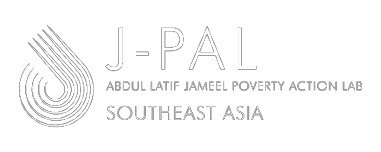 J-PAL
ABDUL LATIF JAMEEL POVERTY ACTION LAB
SOUTHEAST ASIA